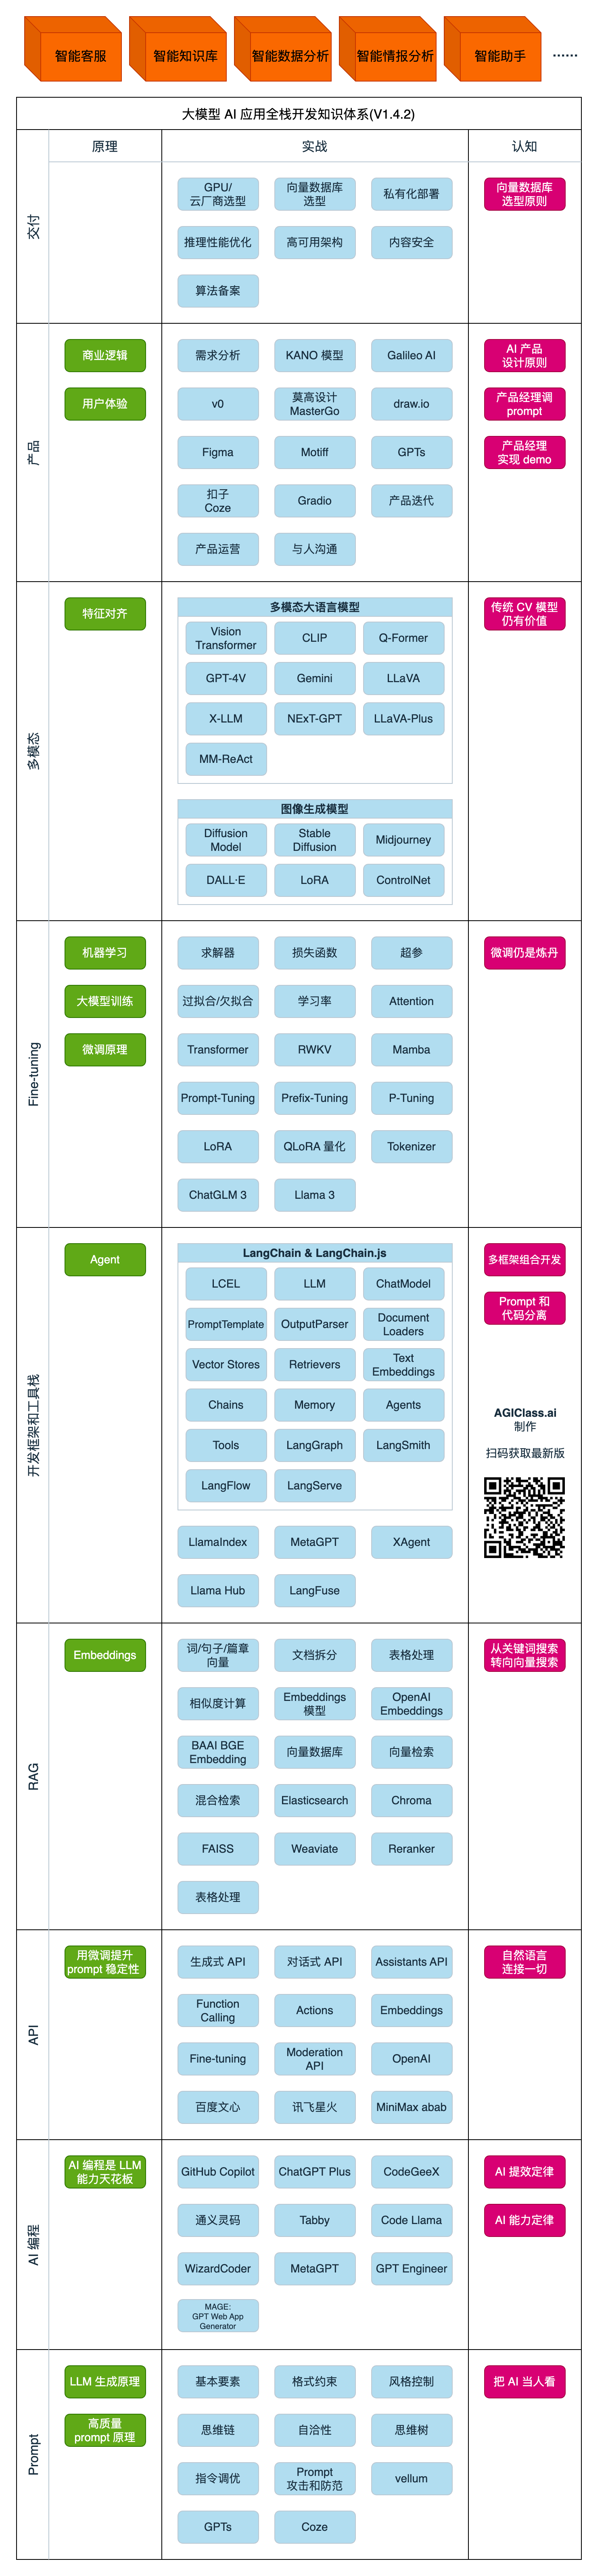 智能客服
智能知识库
智能数据分析
智能情报分析
智能助手
......
大模型 AI 应用全栈开发知识体系(V1.4.2)
原理
实战
认知
交付
GPU/
云厂商选型
向量数据库
选型
私有化部署
向量数据库
选型原则
推理性能优化
高可用架构
内容安全
算法备案
产品
商业逻辑
需求分析
KANO 模型
Galileo AI
AI 产品
设计原则
用户体验
v0
莫高设计
MasterGo
draw.io
产品经理调
prompt
Figma
Motiff
GPTs
产品经理
实现 demo
扣子
Coze
Gradio
产品迭代
产品运营
与人沟通
多模态
特征对齐
多模态大语言模型
传统 CV 模型
仍有价值
Vision
Transformer
CLIP
Q-Former
GPT-4V
Gemini
LLaVA
X-LLM
NExT-GPT
LLaVA-Plus
MM-ReAct
图像生成模型
Diffusion
Model
Stable
Diffusion
Midjourney
DALL·E
LoRA
ControlNet
Fine-tuning
机器学习
求解器
损失函数
超参
微调仍是炼丹
大模型训练
过拟合/欠拟合
学习率
Attention
微调原理
Transformer
RWKV
Mamba
Prompt-Tuning
Prefix-Tuning
P-Tuning
LoRA
QLoRA 量化
Tokenizer
ChatGLM 3
Llama 3
开发框架和工具栈
Agent
LangChain & LangChain.js
多框架组合开发
LCEL
LLM
ChatModel
Prompt 和
代码分离
PromptTemplate
OutputParser
Document
Loaders
Vector Stores
Retrievers
Text
Embeddings
Chains
Memory
Agents
AGIClass.ai
制作
Tools
LangGraph
LangSmith
扫码获取最新版
LangFlow
LangServe
LlamaIndex
MetaGPT
XAgent
Llama Hub
LangFuse
RAG
Embeddings
词/句子/篇章
向量
文档拆分
表格处理
从关键词搜索
转向向量搜索
相似度计算
Embeddings
模型
OpenAI
Embeddings
BAAI BGE
Embedding
向量数据库
向量检索
混合检索
Elasticsearch
Chroma
FAISS
Weaviate
Reranker
表格处理
API
用微调提升
prompt 稳定性
生成式 API
对话式 API
Assistants API
自然语言
连接一切
Function
Calling
Actions
Embeddings
Fine-tuning
Moderation
API
OpenAI
百度文心
讯飞星火
MiniMax abab
AI 编程
AI 编程是 LLM
能力天花板
GitHub Copilot
ChatGPT Plus
CodeGeeX
AI 提效定律
通义灵码
Tabby
Code Llama
AI 能力定律
WizardCoder
MetaGPT
GPT Engineer
MAGE:
GPT Web App
Generator
Prompt
LLM 生成原理
基本要素
格式约束
风格控制
把 AI 当人看
高质量
prompt 原理
思维链
自洽性
思维树
指令调优
Prompt
攻击和防范
vellum
GPTs
Coze